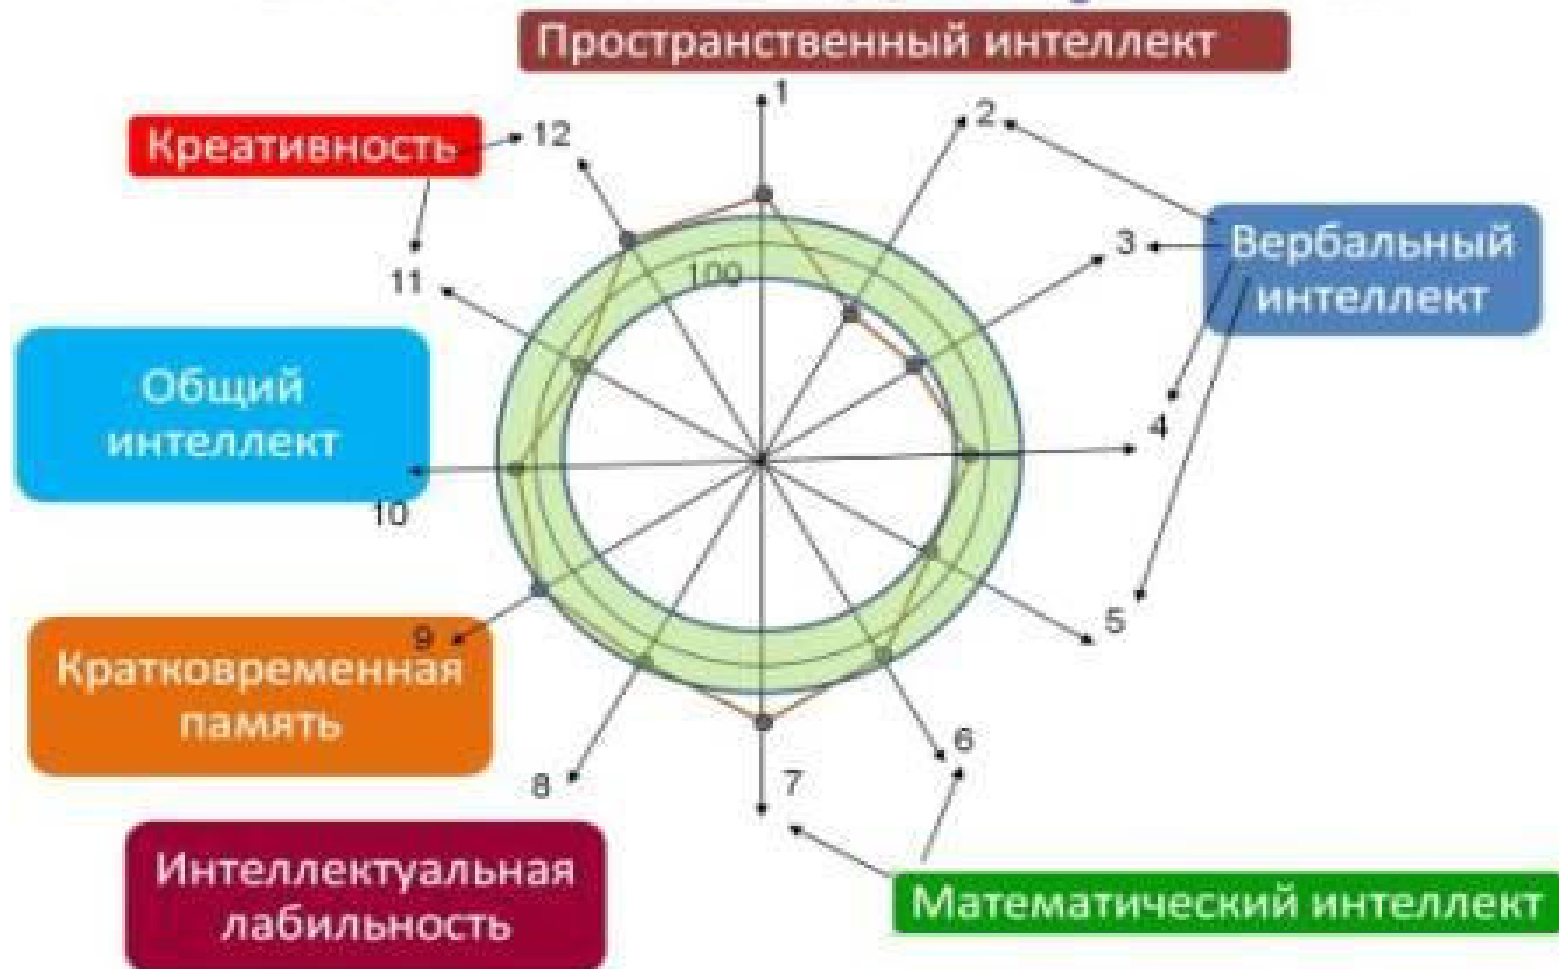 Пространственный интеллект
1
2
12
Креативность
3
Вербальный
интеллект
11
100
Общий
интеллект
4
10
5
9
Кратковременная
память
6
7
8
Интеллектуальная
лабильность
Математический интеллект